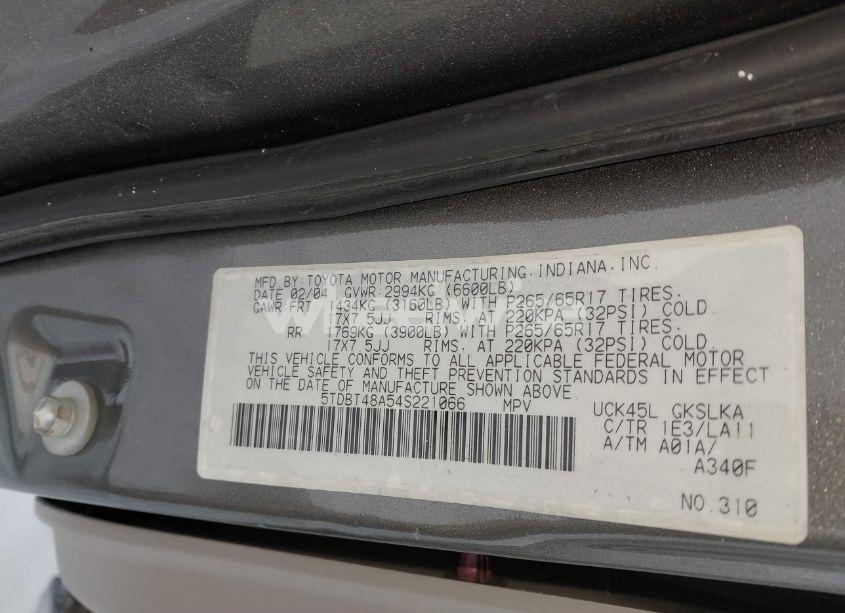 MFD.BY:TOYOTA MOTOR MANUFACTURING,INDIANA,INC.
DATE 02/04 GVWR:2994KG (6600LB)
GAWR:FRT 1434KG (3160LB) WITH P265/65R17 TIRES.
17X7.5JJ RIMS. AT 220KPA (32PSI) COLD
RR 1769KG (3900LB) WITH P265/65R17 TIRES.
17X7.5JJ RIMS. AT 220KPA (32PSI) COLD.
THIS VEHICLE CONFORMS TO ALL APPLICABLE FEDERAL MOTOR
VEHICLE SAFETY AND THEFT PREVENTION STANDARDS IN EFFECT
ON THE DATE OF MANUFACTURE SHOWN ABOVE
5TDBT48A54S221066 MPV
UCK45L GKSLKA
C/TR 1E3/LA11
A/TM A01A/
A340F
NO.310